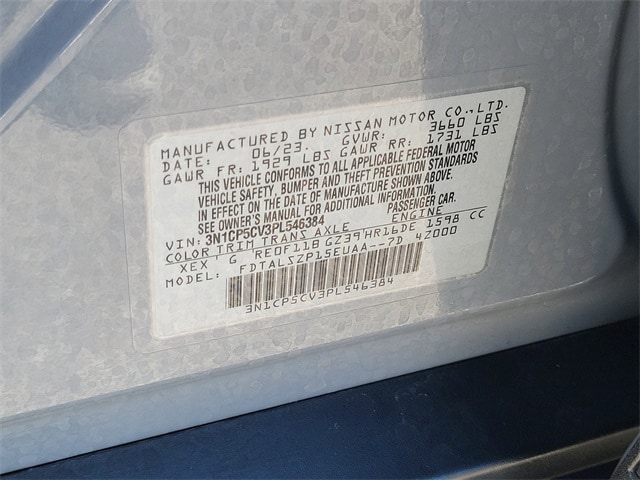 MANUFACTURED BY NISSAN MOTOR CO.,LTD.
DATE: 06/23. GVWR: 3660 LBS
GAWR FR: 1929 LBS GAWR RR: 1731 LBS
THIS VEHICLE CONFORMS TO ALL APPLICABLE FEDERAL MOTOR
VEHICLE SAFETY, BUMPER AND THEFT PREVENTION STANDARDS
IN EFFECT ON THE DATE OF MANUFACTURE SHOWN ABOVE.
SEE OWNER'S MANUAL FOR ADDITIONAL INFORMATION.
VIN: 3N1CP5CV3PL546384 PASSENGER CAR.
COLOR TRIM TRANS AXLE ENGINE
XEX G RE0F11B GZ39 HR16DE 1598 CC
MODEL: FDTALSZP15EUAA--7D 4Z000
3N1CP5CV3PL546384